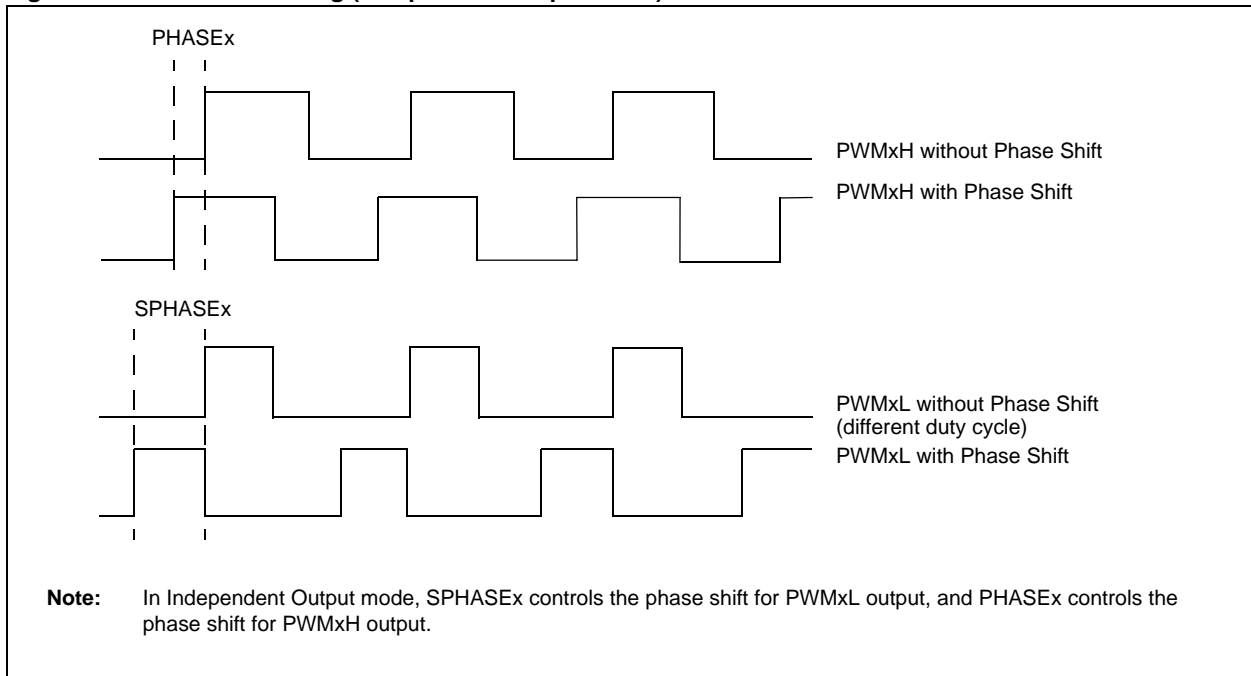 PHASEx
PWMxH without Phase Shift
PWMxH with Phase Shift
SPHASEx
PWMxL without Phase Shift
(different duty cycle)
PWMxL with Phase Shift
Note: In Independent Output mode, SPHASEx controls the phase shift for PWMxL output, and PHASEx controls the
phase shift for PWMxH output.